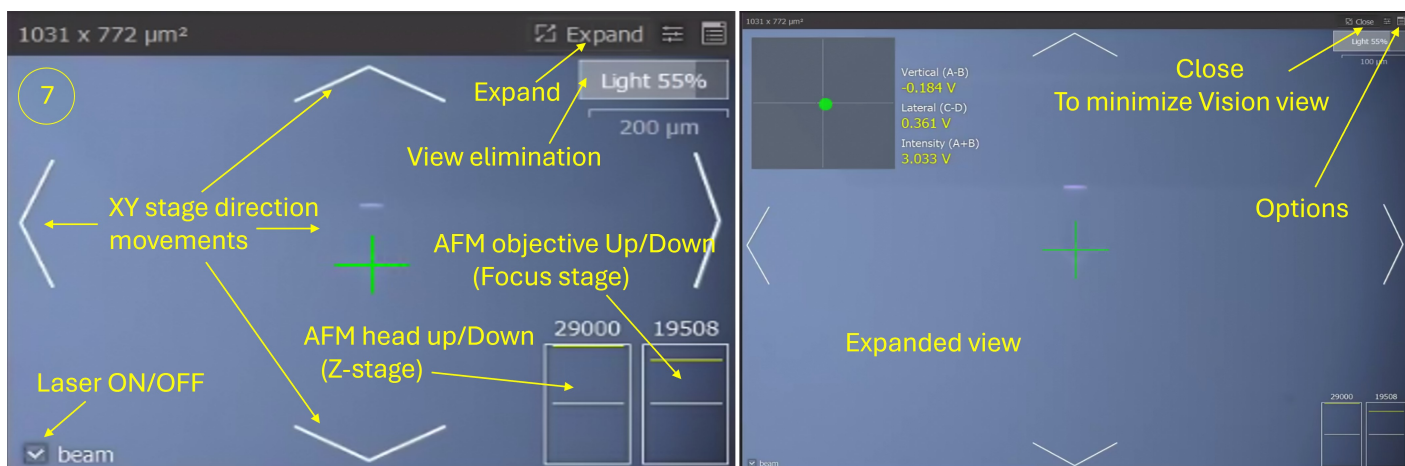 1031 x 772 µm²
Expand
7
Light 55%
Expand
200 µm
View elimination
XY stage direction
movements
AFM objective Up/Down
(Focus stage)
AFM head up/Down
(Z-stage)
29000 19508
Laser ON/OFF
beam
1031 x 772 µm²
Close
Light 55%
100 µm
Vertical (A-B)
-0.184 V
Lateral (C-D)
0.361 V
Intensity (A+B)
3.033 V
Close
To minimize Vision view
Options
Expanded view
29000 19508
beam